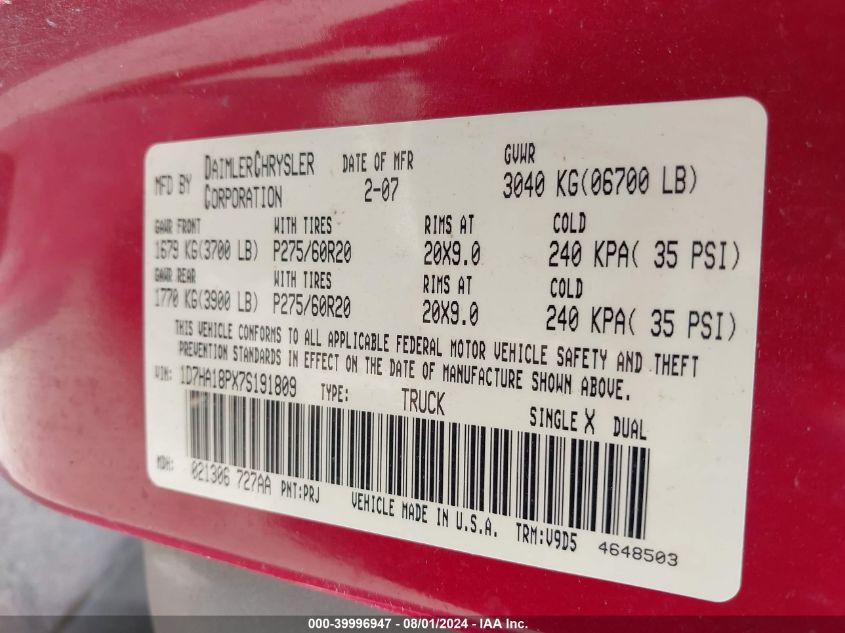 MFD BY DAIMLERCHRYSLER CORPORATION DATE OF MFR 2-07 GVWR 3040 KG(06700 LB)
GAWR FRONT WITH TIRES RIMS AT COLD
1679 KG(3700 LB) P275/60R20 20X9.0 240 KPA( 35 PSI)
GAWR REAR WITH TIRES RIMS AT COLD
1770 KG(3900 LB) P275/60R20 20X9.0 240 KPA( 35 PSI)
THIS VEHICLE CONFORMS TO ALL APPLICABLE FEDERAL MOTOR VEHICLE SAFETY AND THEFT
PREVENTION STANDARDS IN EFFECT ON THE DATE OF MANUFACTURE SHOWN ABOVE.
VIN: 1D7HA18PX7S191809 TYPE: TRUCK SINGLE X DUAL
MDH: 021306 727AA PNT:PRJ VEHICLE MADE IN U.S.A. TRM:V9D5 4648503
000-39996947 - 08/01/2024 - IAA Inc.